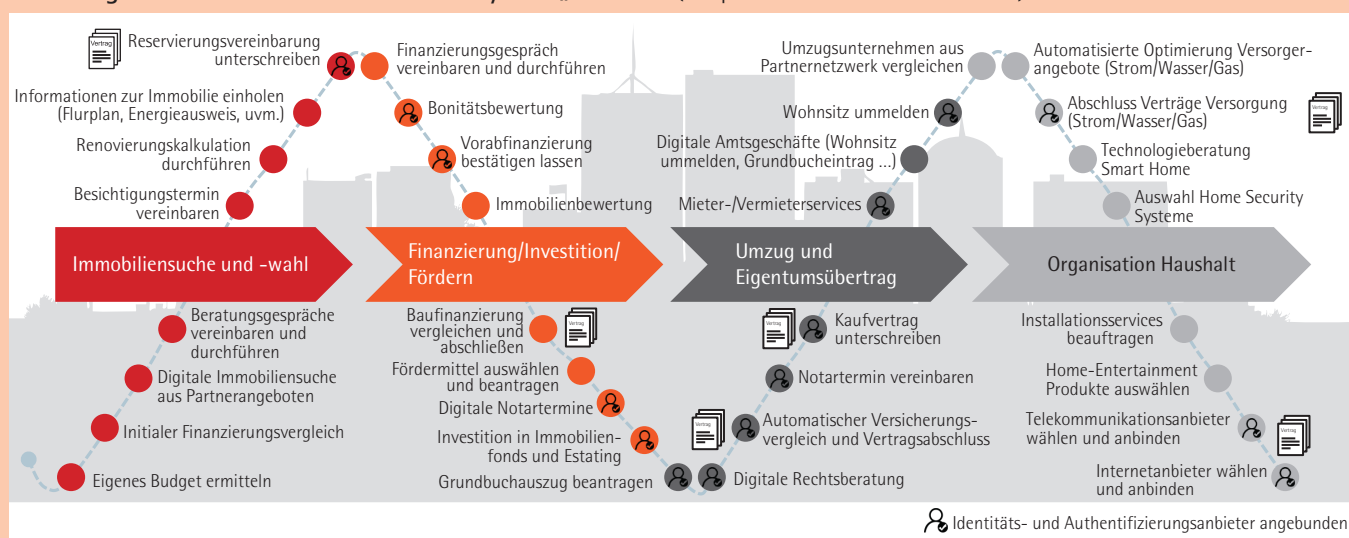 Vertrag
Reservierungsvereinbarung
unterschreiben
Informationen zur Immobilie einholen
(Flurplan, Energieausweis, uvm.)
Renovierungskalkulation
durchführen
Besichtigungstermin
vereinbaren
Immobiliensuche und -wahl
Beratungsgespräche
vereinbaren und
durchführen
Digitale Immobiliensuche
aus Partnerangeboten
Initialer Finanzierungsvergleich
Eigenes Budget ermitteln
Finanzierungsgespräch
vereinbaren und durchführen
Bonitätsbewertung
Vorabfinanzierung
bestätigen lassen
Immobilienbewertung
Finanzierung/Investition/
Fördern
Baufinanzierung
vergleichen und
abschließen
Vertrag
Fördermittel auswählen
und beantragen
Digitale Notartermine
Investition in Immobilien-
fonds und Estating
Grundbuchauszug beantragen
Umzugsunternehmen aus
Partnernetzwerk vergleichen
Wohnsitz ummelden
Digitale Amtsgeschäfte (Wohnsitz
ummelden, Grundbucheintrag ...)
Mieter-/Vermieterservices
Umzug und
Eigentumsübertrag
Vertrag
Kaufvertrag
unterschreiben
Notartermin vereinbaren
Vertrag
Automatischer Versicherungs-
vergleich und Vertragsabschluss
Digitale Rechtsberatung
Automatisierte Optimierung Versorger-
angebote (Strom/Wasser/Gas)
Abschluss Verträge Versorgung
(Strom/Wasser/Gas)
Vertrag
Technologieberatung
Smart Home
Auswahl Home Security
Systeme
Organisation Haushalt
Installationsservices
beauftragen
Home-Entertainment
Produkte auswählen
Telekommunikationsanbieter
wählen und anbinden
Vertrag
Internetanbieter wählen
und anbinden
Identitäts- und Authentifizierungsanbieter angebunden